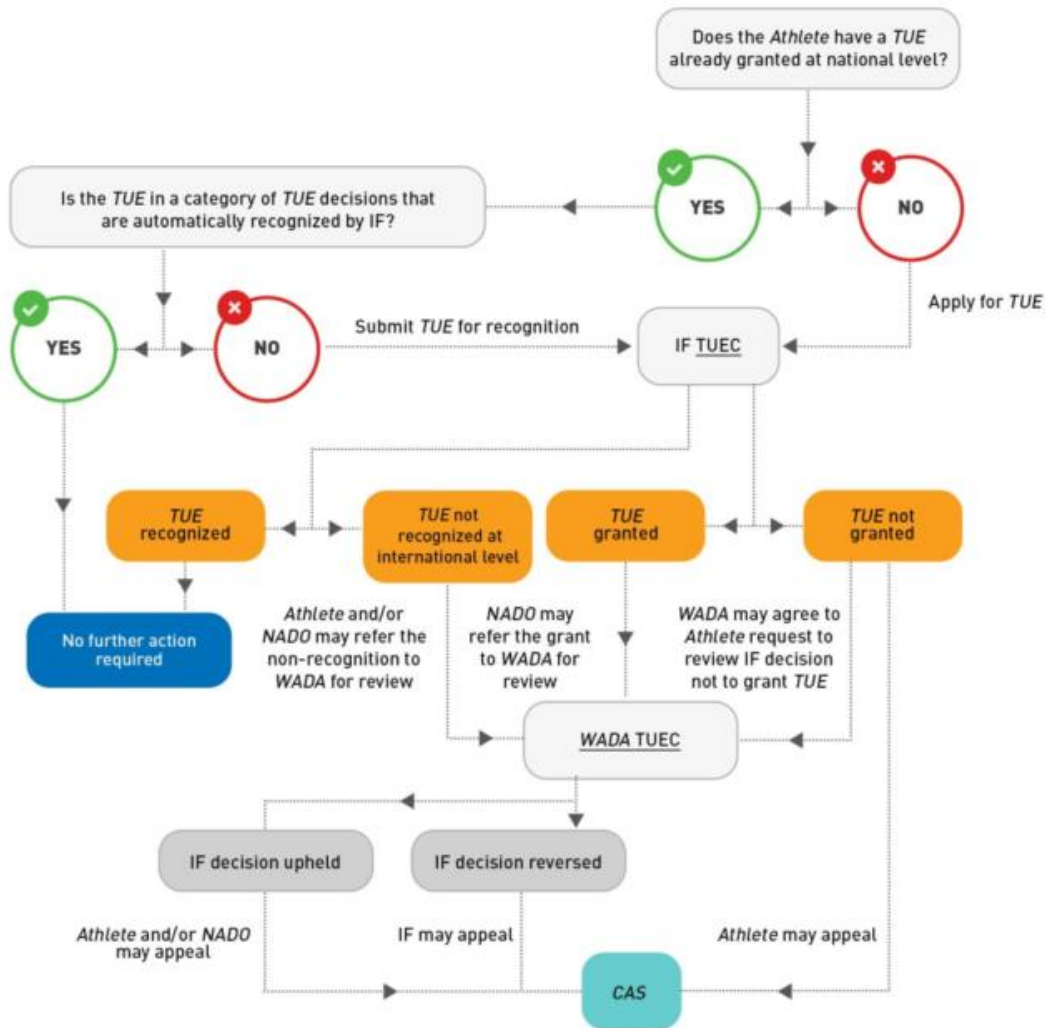 Does the Athlete have a TUE
already granted at national level?
YES
NO
Is the TUE in a category of TUE decisions that
are automatically recognized by IF?
YES
NO
Submit TUE for recognition
Apply for TUE
IF TUEC
TUE
recognized
TUE not
recognized at
international level
TUE
granted
TUE not
granted
No further action
required
Athlete and/or
NADO may refer the
non-recognition to
WADA for review
NADO may
refer the grant
to WADA for
review
WADA may agree to
Athlete request to
review IF decision
not to grant TUE
WADA TUEC
IF decision upheld
IF decision reversed
Athlete and/or NADO
may appeal
IF may appeal
Athlete may appeal
CAS